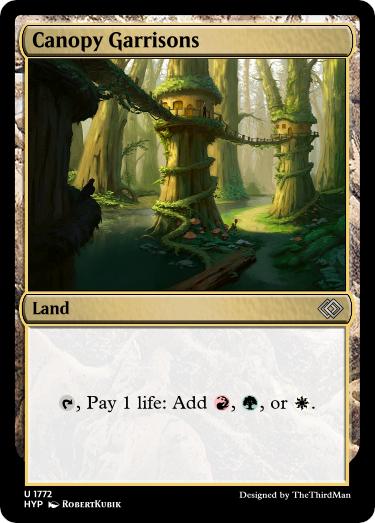 Canopy Garrisons
Land
, Pay 1 life: Add , , or .
U 1772
HYP RobertKubik
Designed by TheThirdMan